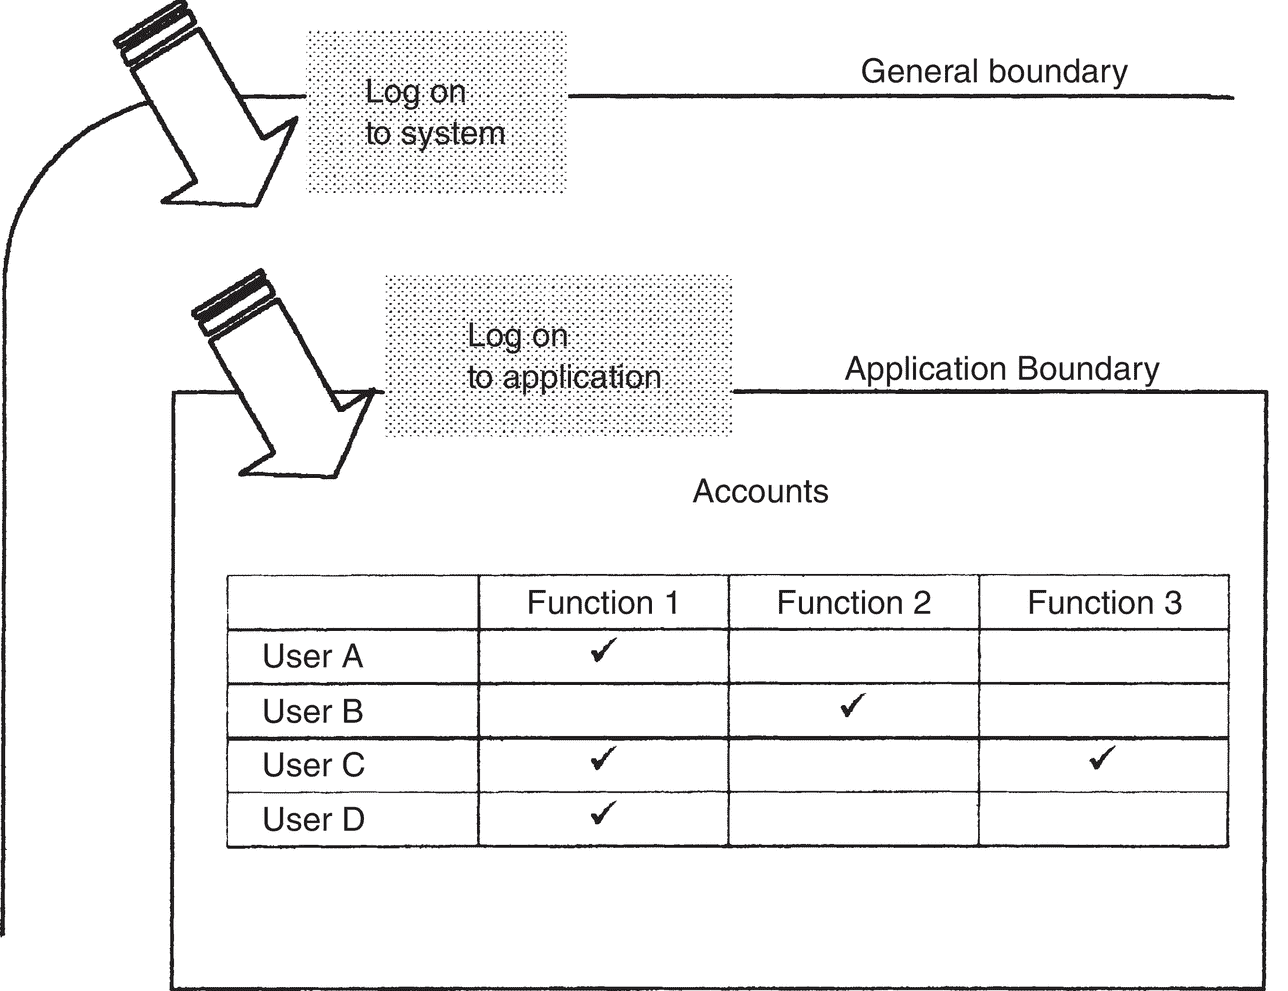 General boundary
Log on
to system
Log on
to application
Application Boundary
Accounts
Function 1 Function 2 Function 3
User A ✓
User B ✓
User C ✓ ✓
User D ✓